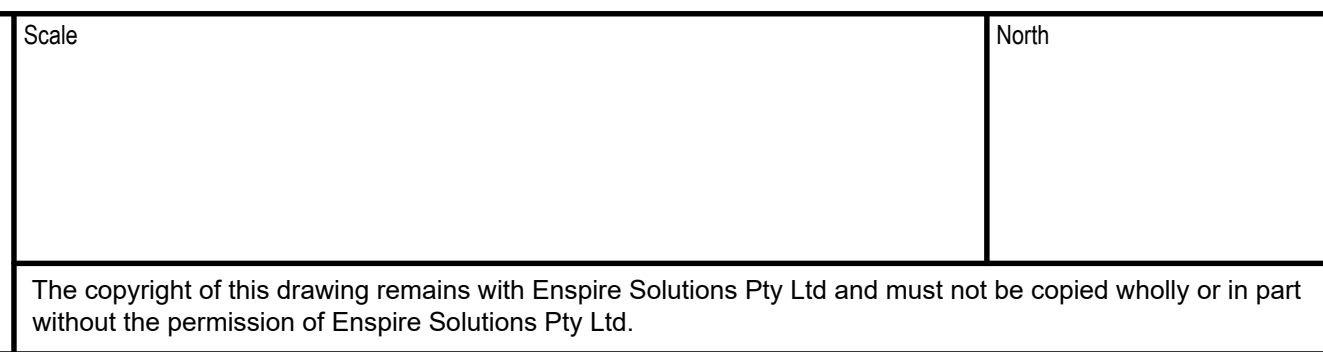 Scale
North
The copyright of this drawing remains with Enspire Solutions Pty Ltd and must not be copied wholly or in part
without the permission of Enspire Solutions Pty Ltd.